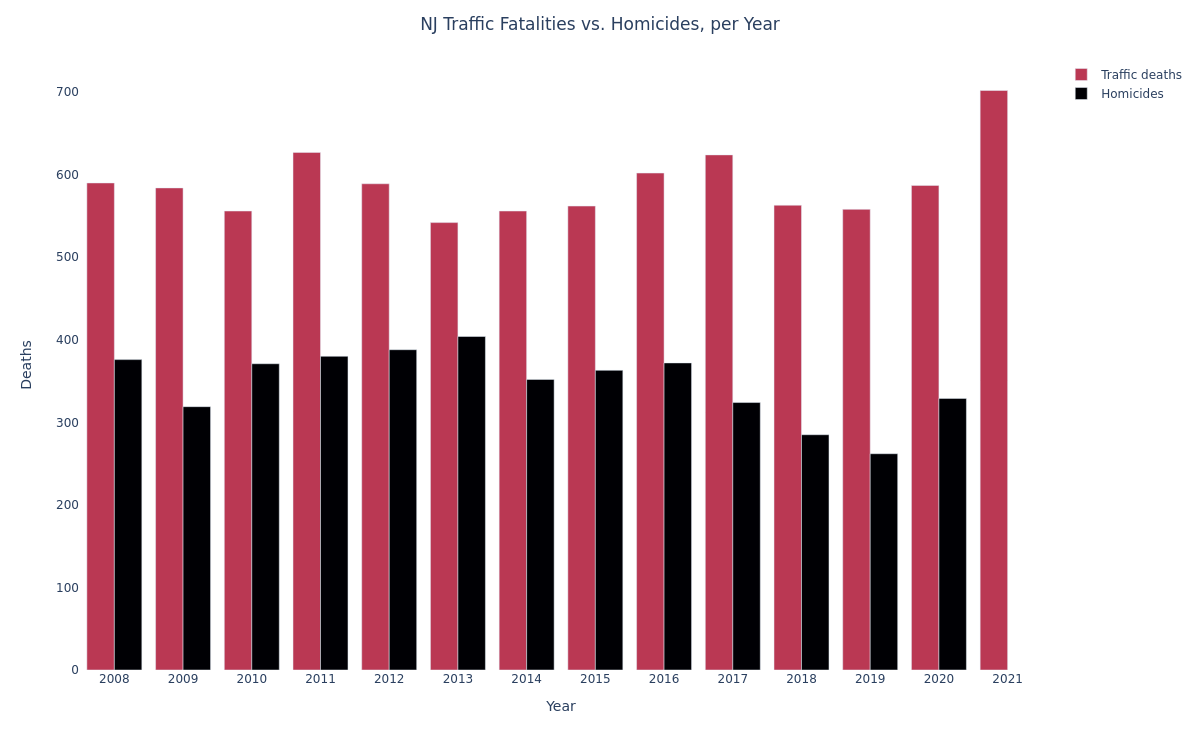 NJ Traffic Fatalities vs. Homicides, per Year
Traffic deaths
Homicides
700
600
500
400
300
200
100
0
Deaths
2008 2009 2010 2011 2012 2013 2014 2015 2016 2017 2018 2019 2020 2021
Year